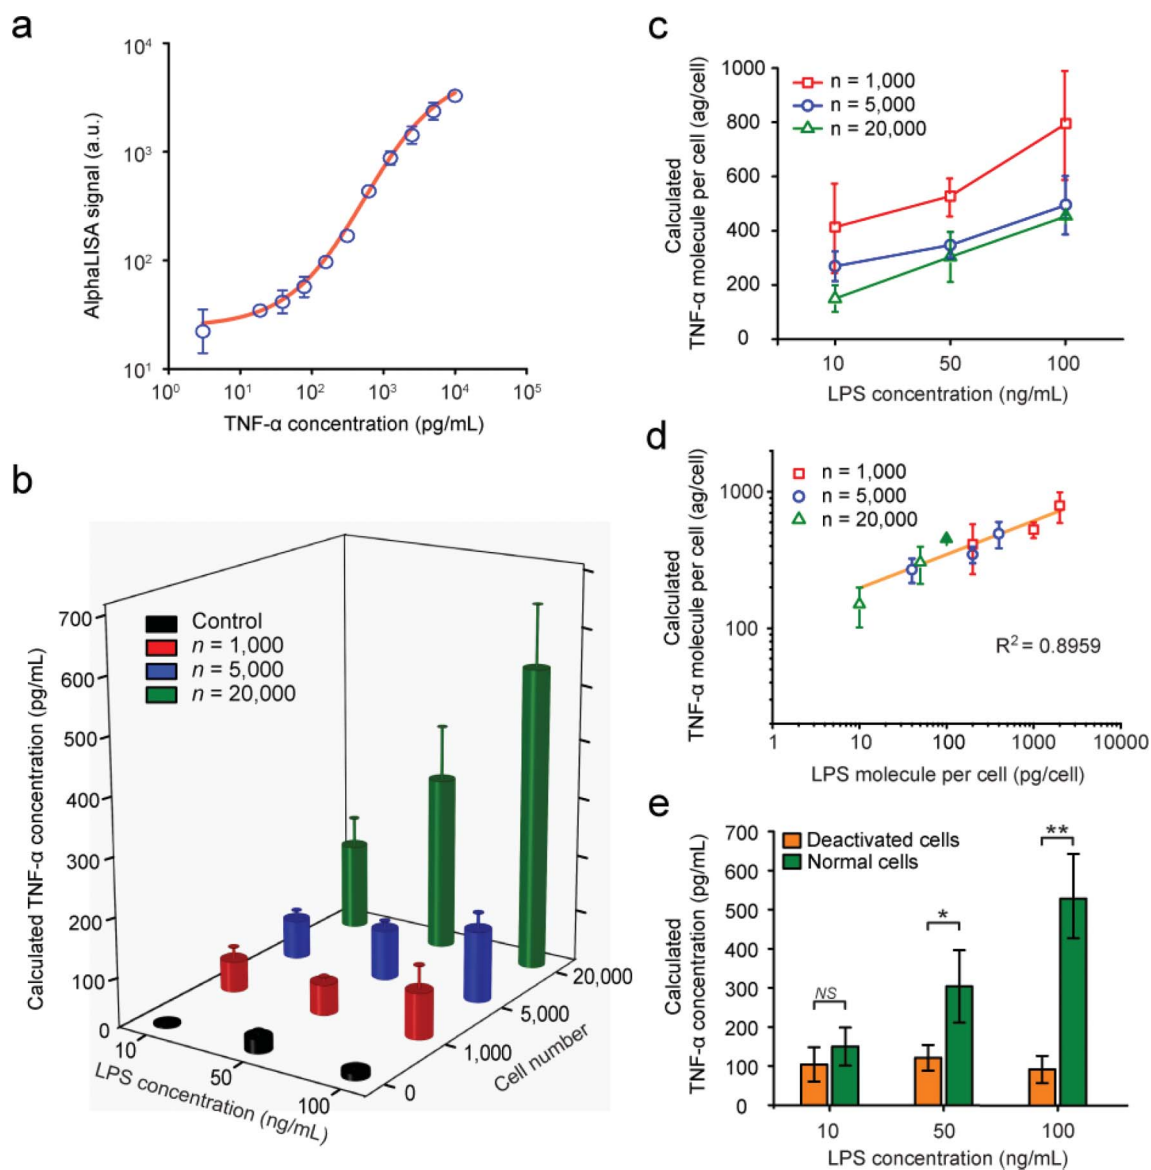 a
AlphaLISA signal (a.u.)
10⁴
10³
10²
10¹
10⁰ 10¹ 10² 10³ 10⁴ 10⁵
TNF-α concentration (pg/mL)
b
Calculated TNF-α concentration (pg/mL)
Control
n = 1,000
n = 5,000
n = 20,000
700
600
500
400
300
200
100
0
10
50
100
LPS concentration (ng/mL)
0
1,000
5,000
20,000
Cell number
c
Calculated
TNF-α molecule per cell (ag/cell)
n = 1,000
n = 5,000
n = 20,000
1000
800
600
400
200
0
10 50 100
LPS concentration (ng/mL)
d
Calculated
TNF-α molecule per cell (ag/cell)
n = 1,000
n = 5,000
n = 20,000
1000
100
R² = 0.8959
1 10 100 1000 10000
LPS molecule per cell (pg/cell)
e
Calculated
TNF-α concentration (pg/mL)
Deactivated cells
Normal cells
700
600
500
400
300
200
100
0
NS
*
**
10 50 100
LPS concentration (ng/mL)